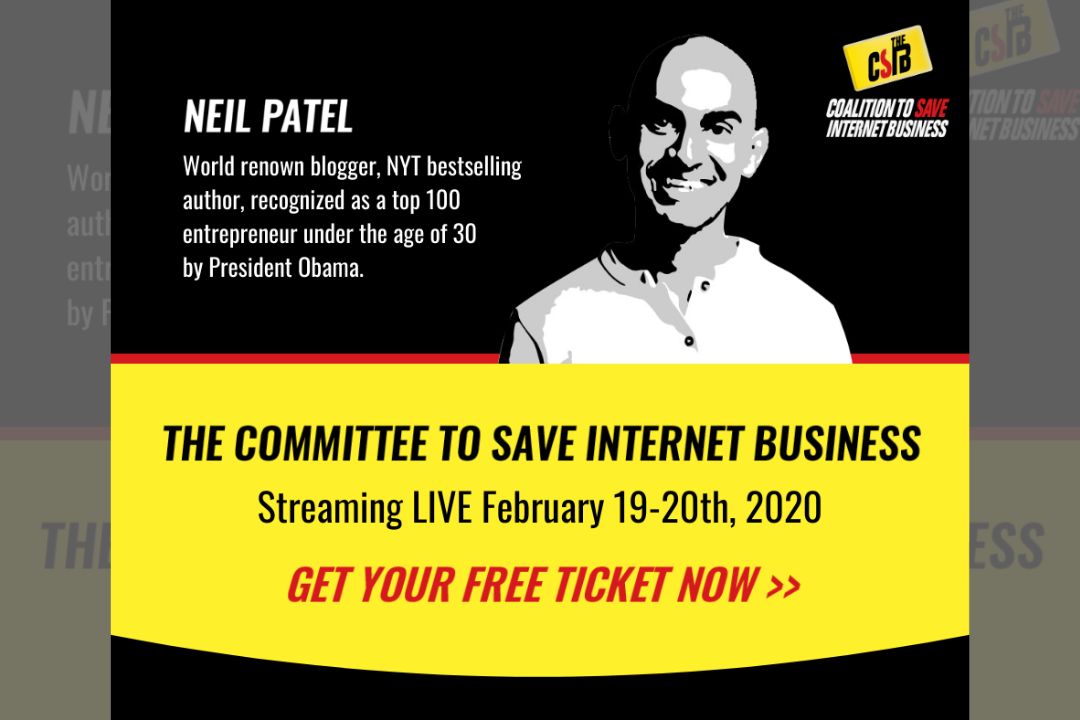 THE
CSIB
COALITION TO SAVE
INTERNET BUSINESS
NEIL PATEL
World renown blogger, NYT bestselling
author, recognized as a top 100
entrepreneur under the age of 30
by President Obama.
THE COMMITTEE TO SAVE INTERNET BUSINESS
Streaming LIVE February 19-20th, 2020
GET YOUR FREE TICKET NOW >>